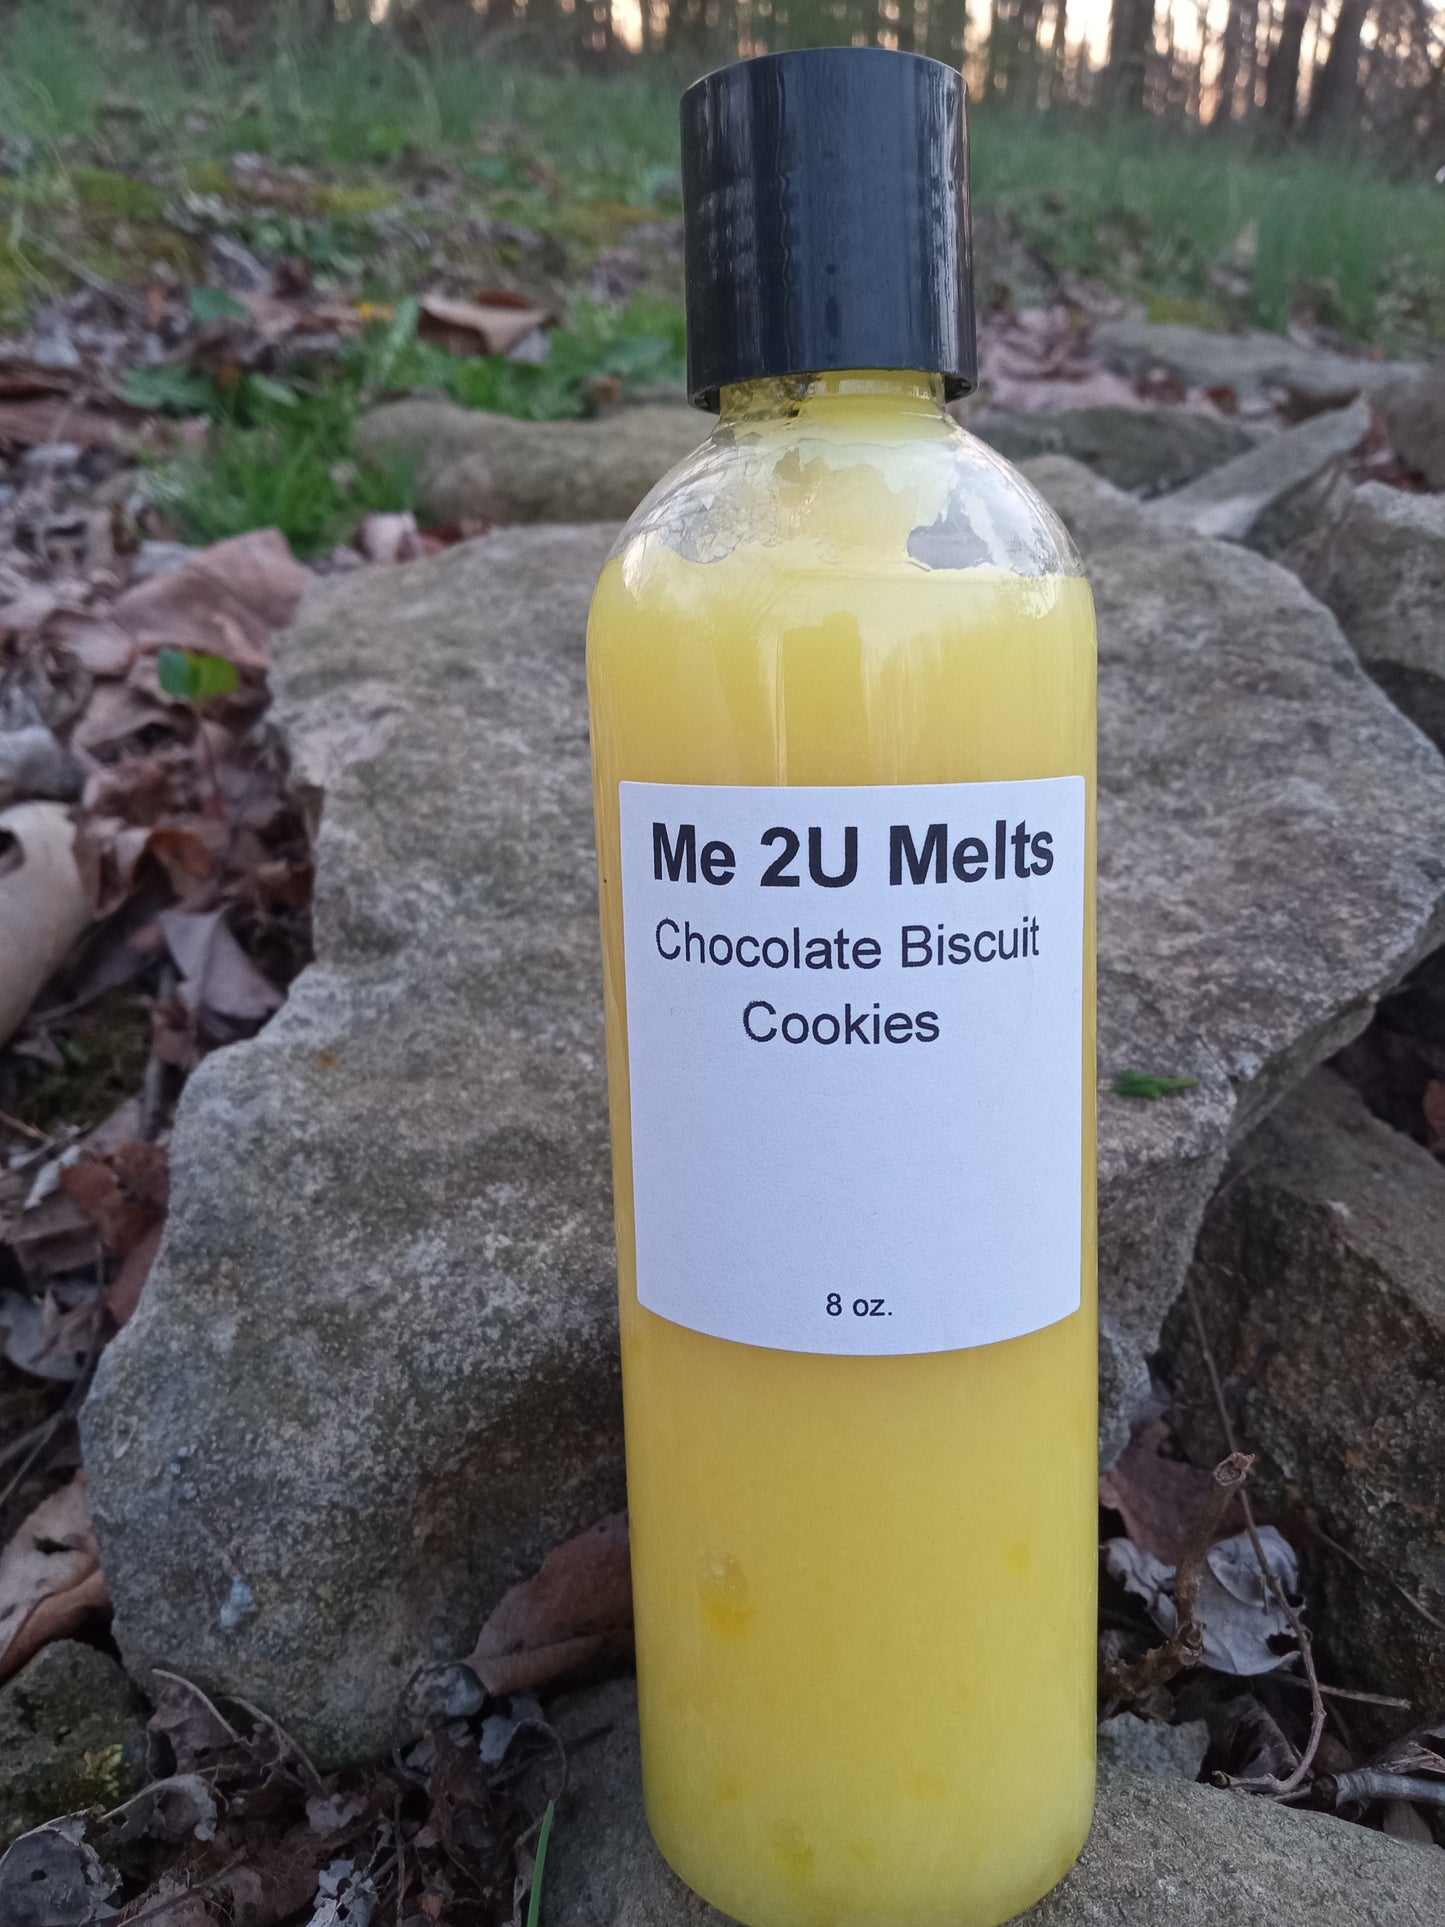 Me 2U Melts
Chocolate Biscuit
Cookies
8 oz.